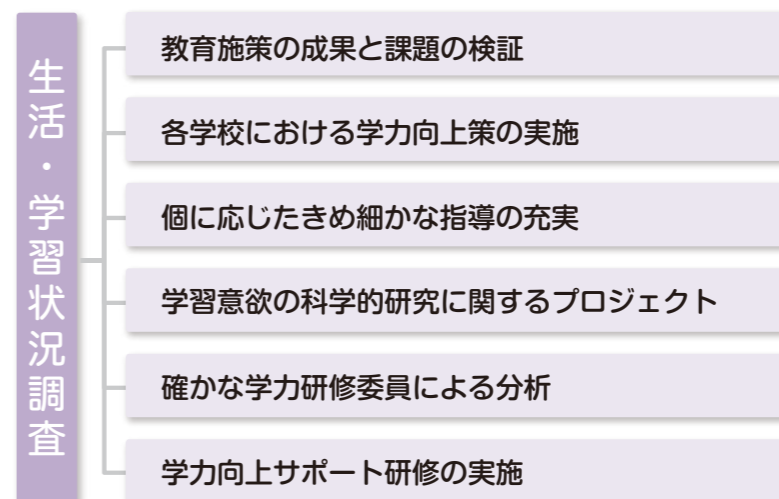 生活・学習状況調査
教育施策の成果と課題の検証
各学校における学力向上策の実施
個に応じたきめ細かな指導の充実
学習意欲の科学的研究に関するプロジェクト
確かな学力研修委員による分析
学力向上サポート研修の実施